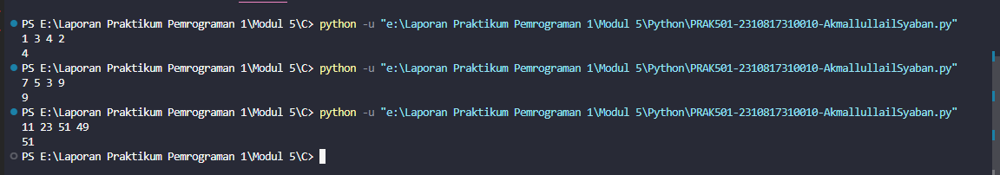 PS E:\Laporan Praktikum Pemrograman 1\Modul 5\C> python -u "e:\Laporan Praktikum Pemrograman 1\Modul 5\Python\PRAK501-2310817310010-AkmallullailSyaban.py"
1 3 4 2
4
PS E:\Laporan Praktikum Pemrograman 1\Modul 5\C> python -u "e:\Laporan Praktikum Pemrograman 1\Modul 5\Python\PRAK501-2310817310010-AkmallullailSyaban.py"
7 5 3 9
9
PS E:\Laporan Praktikum Pemrograman 1\Modul 5\C> python -u "e:\Laporan Praktikum Pemrograman 1\Modul 5\Python\PRAK501-2310817310010-AkmallullailSyaban.py"
11 23 51 49
51
PS E:\Laporan Praktikum Pemrograman 1\Modul 5\C>